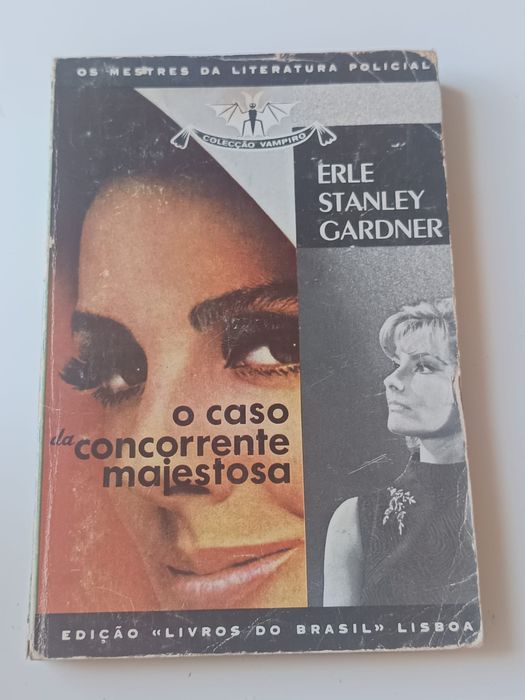 OS MESTRES DA LITERATURA POLICIAL
COLECÇÃO VAMPIRO
ERLE
STANLEY
GARDNER
o caso
da concorrente
majestosa
EDIÇÃO «LIVROS DO BRASIL» LISBOA